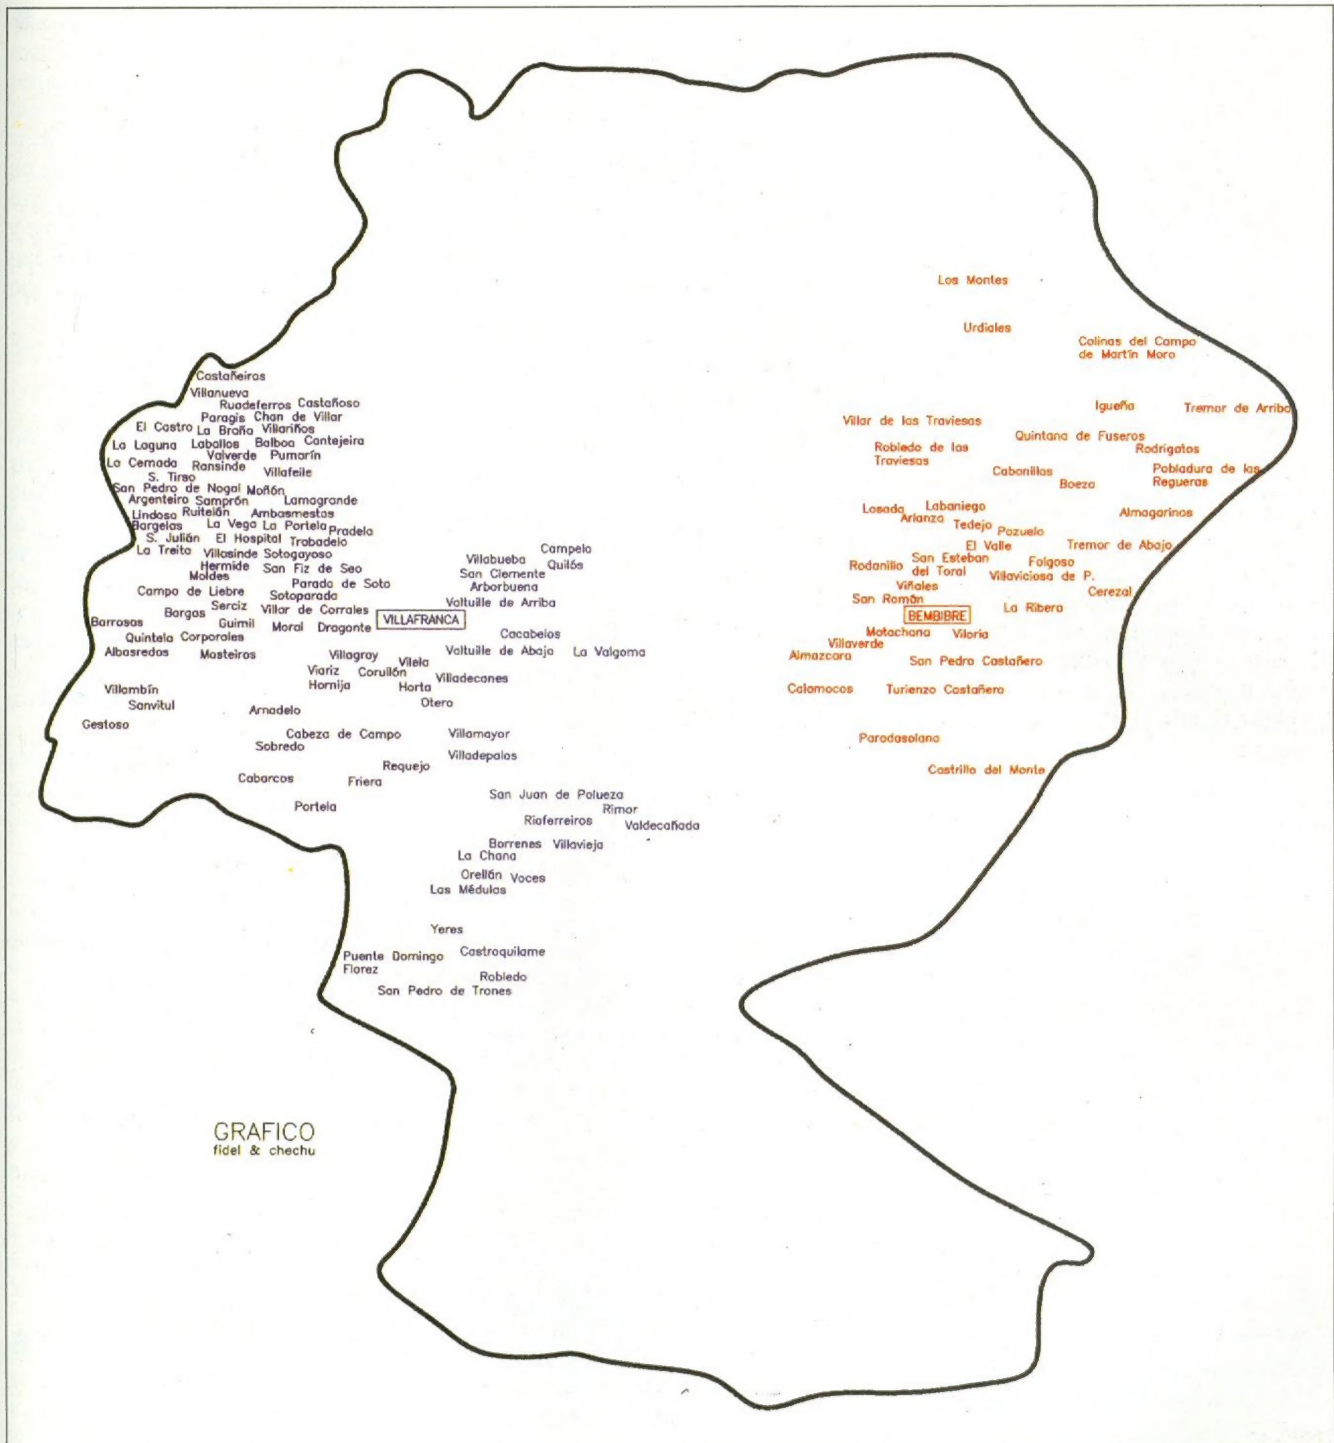 Los Montes
Urdiales
Colinas del Campo
de Martín Moro
Igueña
Tremor de Arriba
Villar de las Traviesas
Quintana de Fuseros
Robledo de las
Traviesas
Rodrigatos
Cabanillas
Pobladura de las
Regueras
Boeza
Losada
Labaniego
Arlanza
Tedejo
Pozuelo
Almagarinos
El Valle
Tremor de Abajo
San Esteban
del Toral
Folgoso
Rodanillo
Villaviciosa de P.
Viñales
Cerezal
San Román
La Ribera
BEMBIBRE
Matachana
Viloria
Villaverde
Almazcara
San Pedro Castañero
Calamocos
Turienzo Castañero
Paradasolana
Castrillo del Monte
Castañeiras
Villanueva
Ruadeferros
Castañoso
Paragis
Chan de Villar
El Castro
La Braña
Villariños
La Laguna
Laballos
Balboa
Cantejeira
Valverde
Pumarín
La Cernada
Ransinde
Villafeile
S. Tirso
San Pedro de Nogal
Moñón
Argenteiro
Samprón
Lamagrande
Lindoso
Ruitelán
Ambasmestas
Bargelas
La Vega
La Portela
Pradela
S. Julián
El Hospital
Trabadelo
La Treita
Villasinde
Sotogayoso
Hermide
San Fiz de Seo
Moldes
Parada de Soto
Campo de Liebre
Sotoparada
Serciz
Villar de Corrales
Bargas
Barrosas
Guimil
Moral
Dragonte
VILLAFRANCA
Quintela
Corporales
Albaredos
Mosteiros
Villagroy
Viariz
Corullón
Vilela
Hornija
Horta
Villadecanes
Otero
Villambín
Sanvitul
Gestoso
Arnadelo
Campelo
Villabueba
Quilós
San Clemente
Arborbuena
Valtuille de Arriba
Cacabelos
Valtuille de Abajo
La Valgoma
Cabeza de Campo
Villamayor
Sobredo
Villadepalos
Requejo
Cabarcos
Friera
Portela
San Juan de Palueza
Rimor
Rioferreiros
Valdecañada
Borrenes
Villavieja
La Chana
Orellán
Voces
Las Médulas
Yeres
Castroquilame
Puente Domingo
Florez
Robledo
San Pedro de Trones
GRAFICO
fidel & chechu